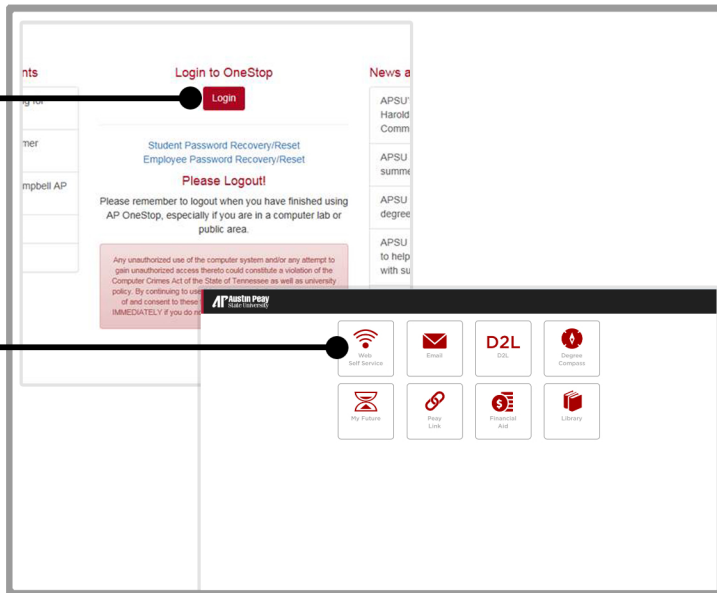 nts
Login to OneStop
News a
Login
APSU'
Harold
Comm
mer
Student Password Recovery/Reset
Employee Password Recovery/Reset
APSU
summe
Please Logout!
mpbell AP
Please remember to logout when you have finished using
AP OneStop, especially if you are in a computer lab or
public area.
APSU
degree
APSU
to help
with su
Any unauthorized use of the computer system and/or any attempt to
gain unauthorized access thereto could constitute a violation of the
Computer Crimes Act of the State of Tennessee as well as university
policy. By continuing to use
of and consent to these
IMMEDIATELY if you do no
AP Austin Peay
State University
Web
Self Service
Email
D2L
D2L
Degree
Compass
My Future
Peay
Link
Financial
Aid
Library